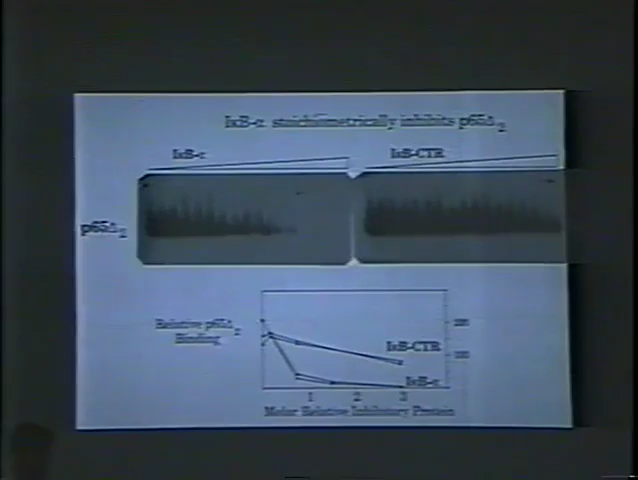 IκB-α stoichiometrically inhibits p65Δ₂
IκB-α
IκB-CTR
p65Δ₂
Relative p65Δ₂
Binding
200
100
IκB-CTR
IκB-α
1 2 3
Molar Relative Inhibitory Protein